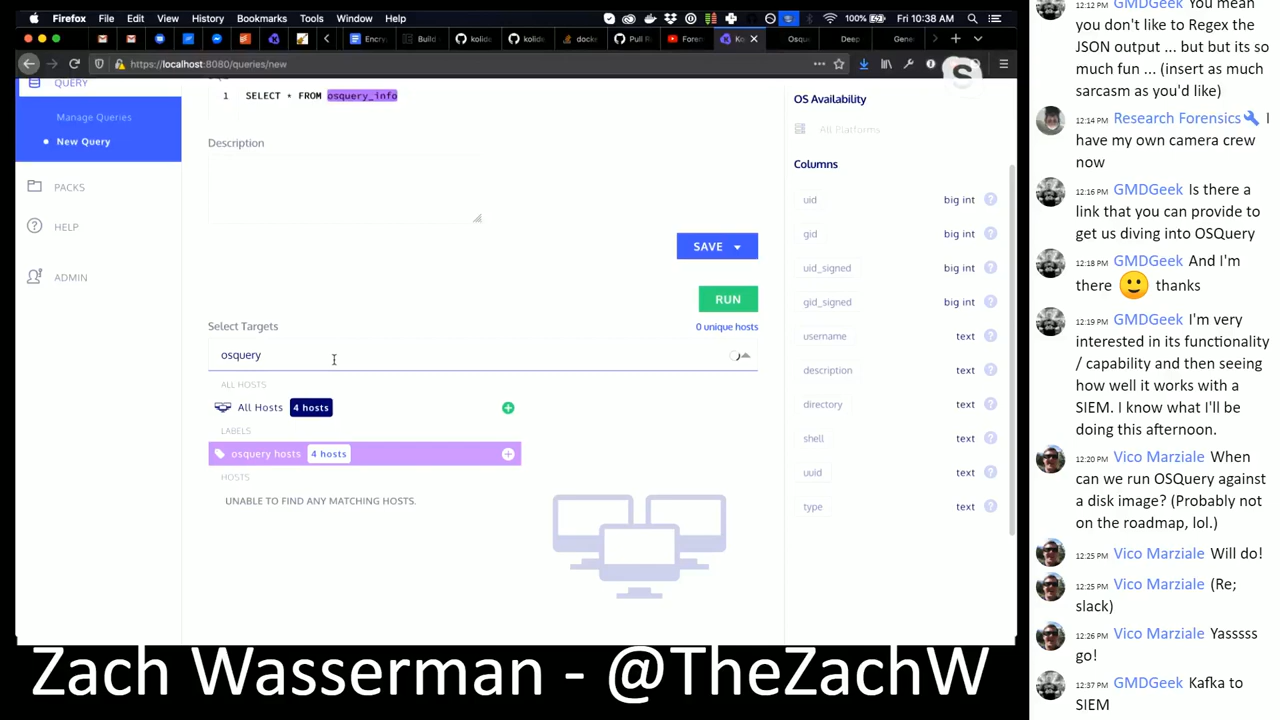 Firefox File Edit View History Bookmarks Tools Window Help
100% Fri 10:38 AM
Encry Build kolide kolid docke Pull R Foren Ko Osqu Deep Gene
https://localhost:8080/queries/new
QUERY
Manage Queries
New Query
PACKS
HELP
ADMIN
1 SELECT * FROM osquery_info
Description
SAVE
RUN
Select Targets
0 unique hosts
osquery
ALL HOSTS
All Hosts 4 hosts
LABELS
osquery hosts 4 hosts
HOSTS
UNABLE TO FIND ANY MATCHING HOSTS.
OS Availability
All Platforms
Columns
uid big int
gid big int
uid_signed big int
gid_signed big int
username text
description text
directory text
shell text
uuid text
type text
Zach Wasserman - @TheZachW
12:12 PM GMDGeek You mean
you don't like to Regex the
JSON output ... but but its so
much fun ... (insert as much
sarcasm as you'd like)
12:14 PM Research Forensics I
have my own camera crew
now
12:16 PM GMDGeek Is there a
link that you can provide to
get us diving into OSQuery
12:18 PM GMDGeek And I'm
there 🙂 thanks
12:19 PM GMDGeek I'm very
interested in its functionality
/ capability and then seeing
how well it works with a
SIEM. I know what I'll be
doing this afternoon.
12:20 PM Vico Marziale When
can we run OSQuery against
a disk image? (Probably not
on the roadmap, lol.)
12:25 PM Vico Marziale Will do!
12:25 PM Vico Marziale (Re;
slack)
12:26 PM Vico Marziale Yasssss
go!
12:37 PM GMDGeek Kafka to
SIEM